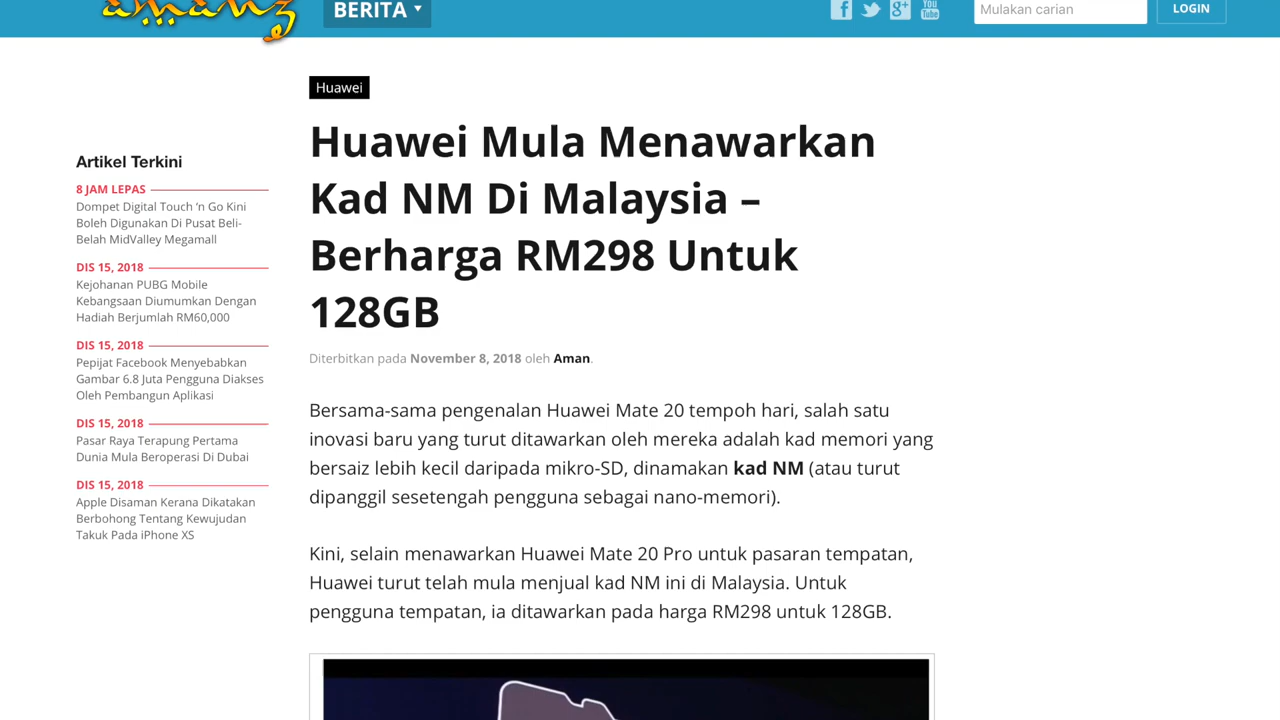 amanz
BERITA
Mulakan carian
LOGIN
Huawei
Huawei Mula Menawarkan
Kad NM Di Malaysia –
Berharga RM298 Untuk
128GB
Diterbitkan pada November 8, 2018 oleh Aman.
Artikel Terkini
8 JAM LEPAS
Dompet Digital Touch ‘n Go Kini
Boleh Digunakan Di Pusat Beli-
Belah MidValley Megamall
DIS 15, 2018
Kejohanan PUBG Mobile
Kebangsaan Diumumkan Dengan
Hadiah Berjumlah RM60,000
DIS 15, 2018
Pepijat Facebook Menyebabkan
Gambar 6.8 Juta Pengguna Diakses
Oleh Pembangun Aplikasi
DIS 15, 2018
Pasar Raya Terapung Pertama
Dunia Mula Beroperasi Di Dubai
DIS 15, 2018
Apple Disaman Kerana Dikatakan
Berbohong Tentang Kewujudan
Takuk Pada iPhone XS
Bersama-sama pengenalan Huawei Mate 20 tempoh hari, salah satu
inovasi baru yang turut ditawarkan oleh mereka adalah kad memori yang
bersaiz lebih kecil daripada mikro-SD, dinamakan kad NM (atau turut
dipanggil sesetengah pengguna sebagai nano-memori).
Kini, selain menawarkan Huawei Mate 20 Pro untuk pasaran tempatan,
Huawei turut telah mula menjual kad NM ini di Malaysia. Untuk
pengguna tempatan, ia ditawarkan pada harga RM298 untuk 128GB.